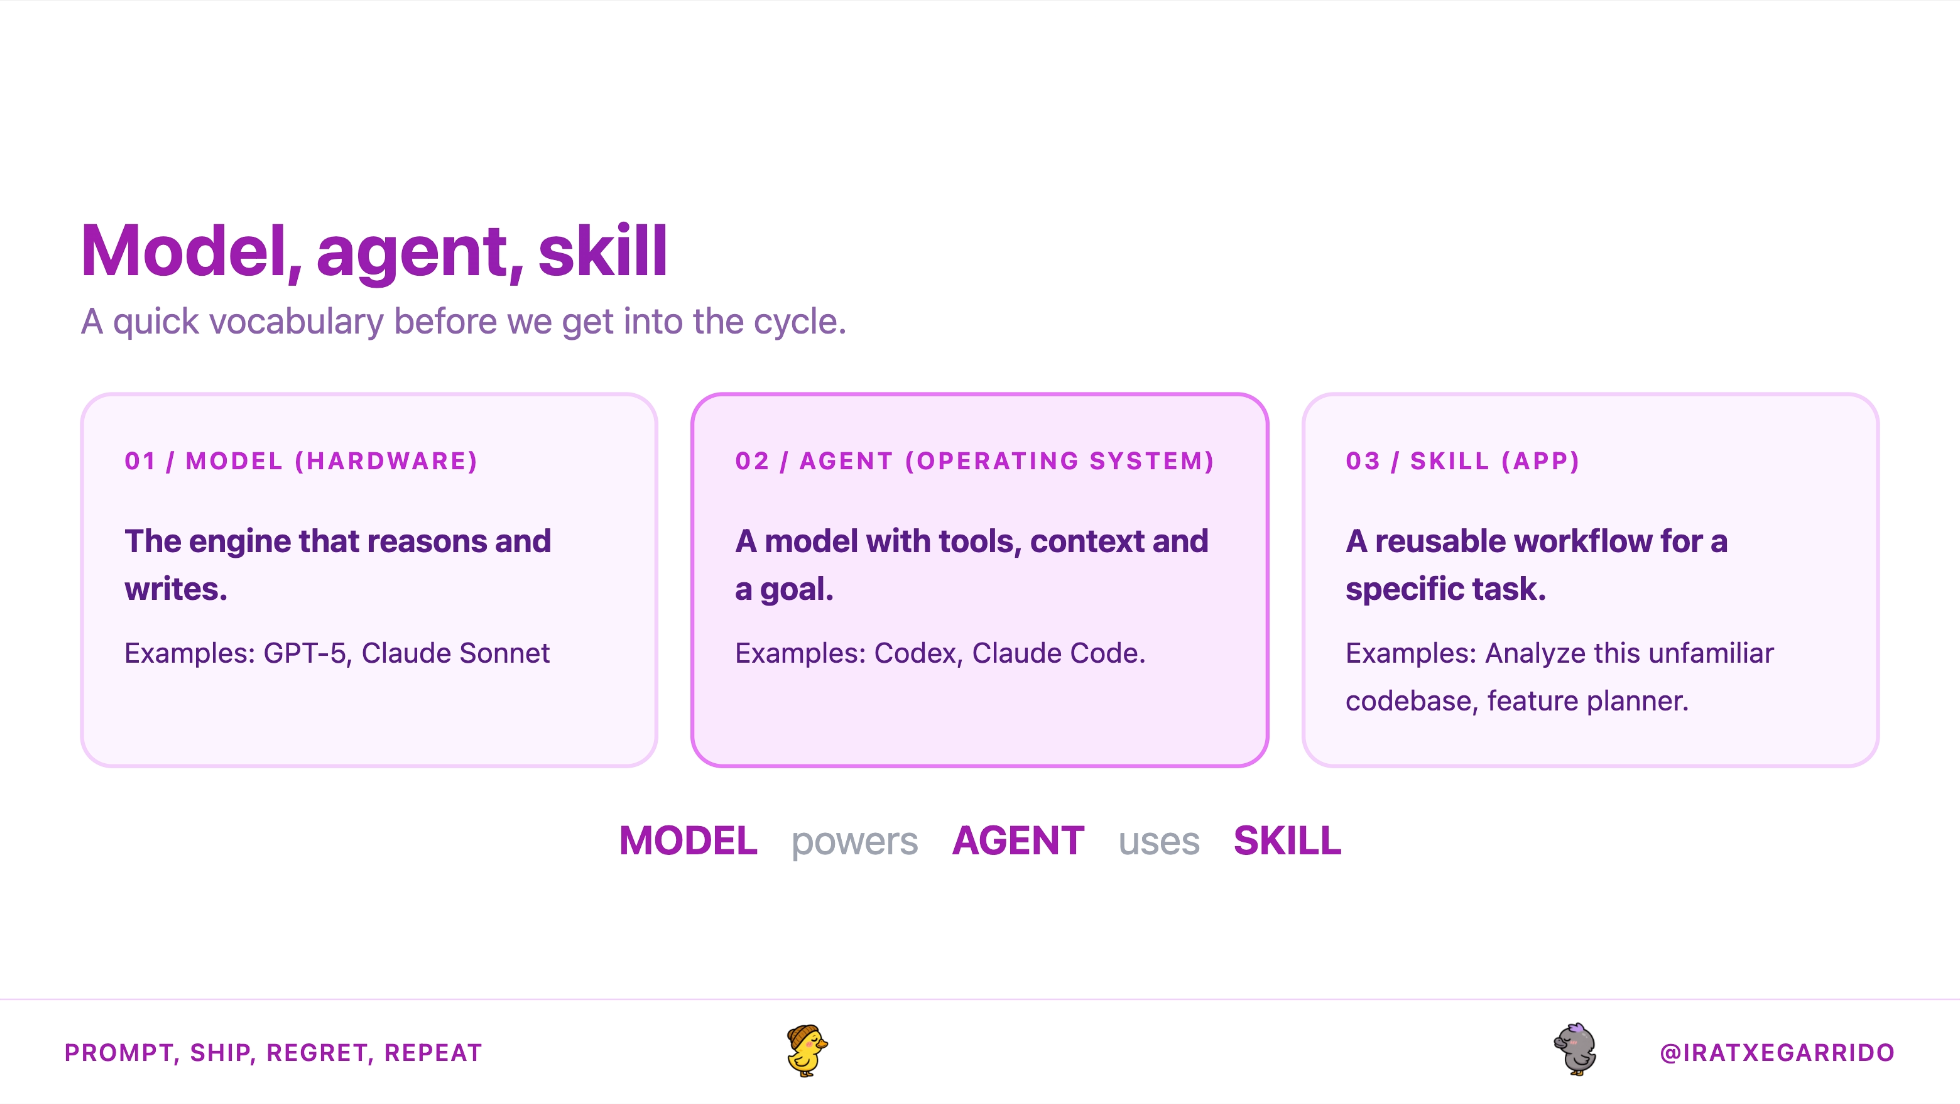 Model, agent, skill
A quick vocabulary before we get into the cycle.
01 / MODEL (HARDWARE)
The engine that reasons and
writes.
Examples: GPT-5, Claude Sonnet
02 / AGENT (OPERATING SYSTEM)
A model with tools, context and
a goal.
Examples: Codex, Claude Code.
03 / SKILL (APP)
A reusable workflow for a
specific task.
Examples: Analyze this unfamiliar
codebase, feature planner.
MODEL powers AGENT uses SKILL
PROMPT, SHIP, REGRET, REPEAT
@IRATXEGARRIDO